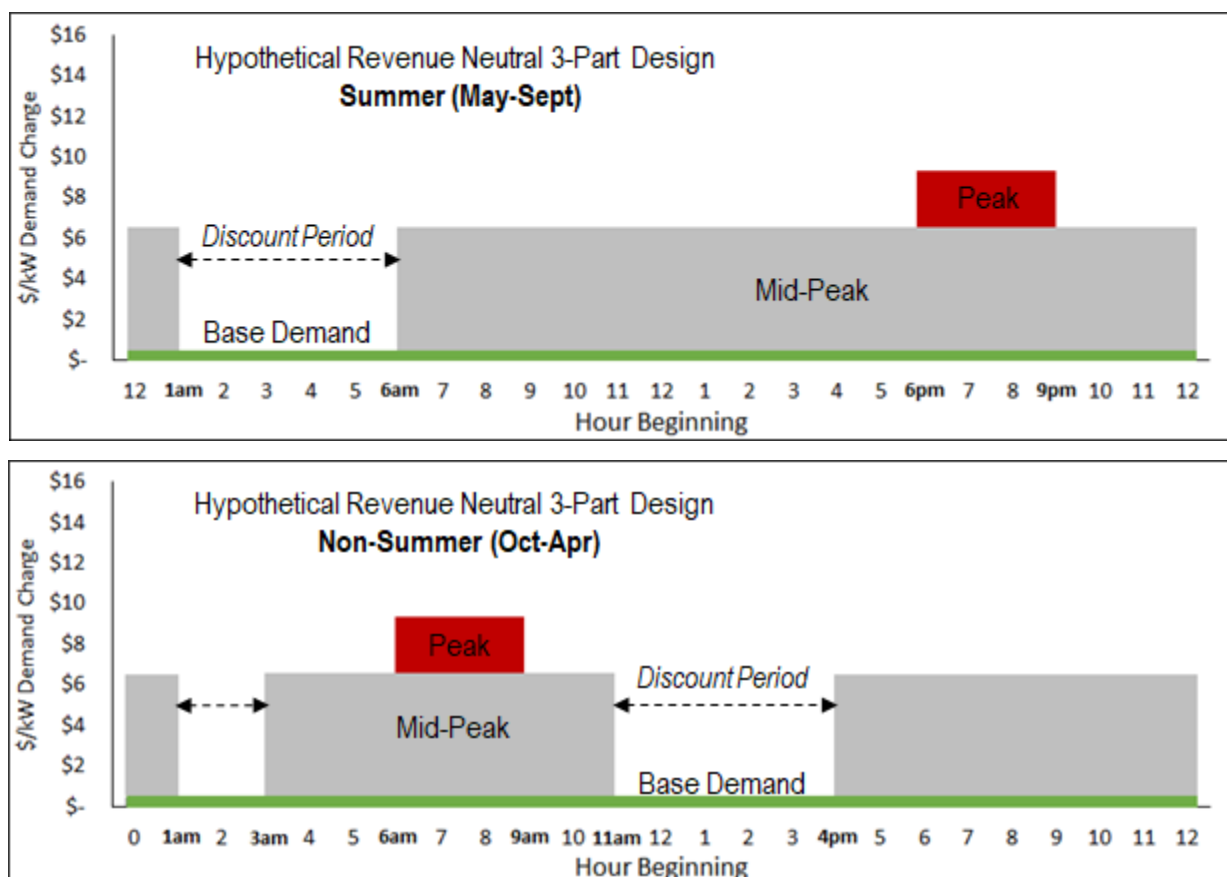 $16
Hypothetical Revenue Neutral 3-Part Design
$14
Summer (May-Sept)
$12
$10
$8
Peak
$6
Discount Period
$4
Mid-Peak
$2
Base Demand
$-
$/kW Demand Charge
12 1am 2 3 4 5 6am 7 8 9 10 11 12 1 2 3 4 5 6pm 7 8 9pm 10 11 12
Hour Beginning
$16
Hypothetical Revenue Neutral 3-Part Design
$14
Non-Summer (Oct-Apr)
$12
$10
$8
Peak
$6
Discount Period
$4
Mid-Peak
$2
Base Demand
$-
$/kW Demand Charge
0 1am 2 3am 4 5 6am 7 8 9am 10 11am 12 1 2 3 4pm 5 6 7 8 9 10 11 12
Hour Beginning